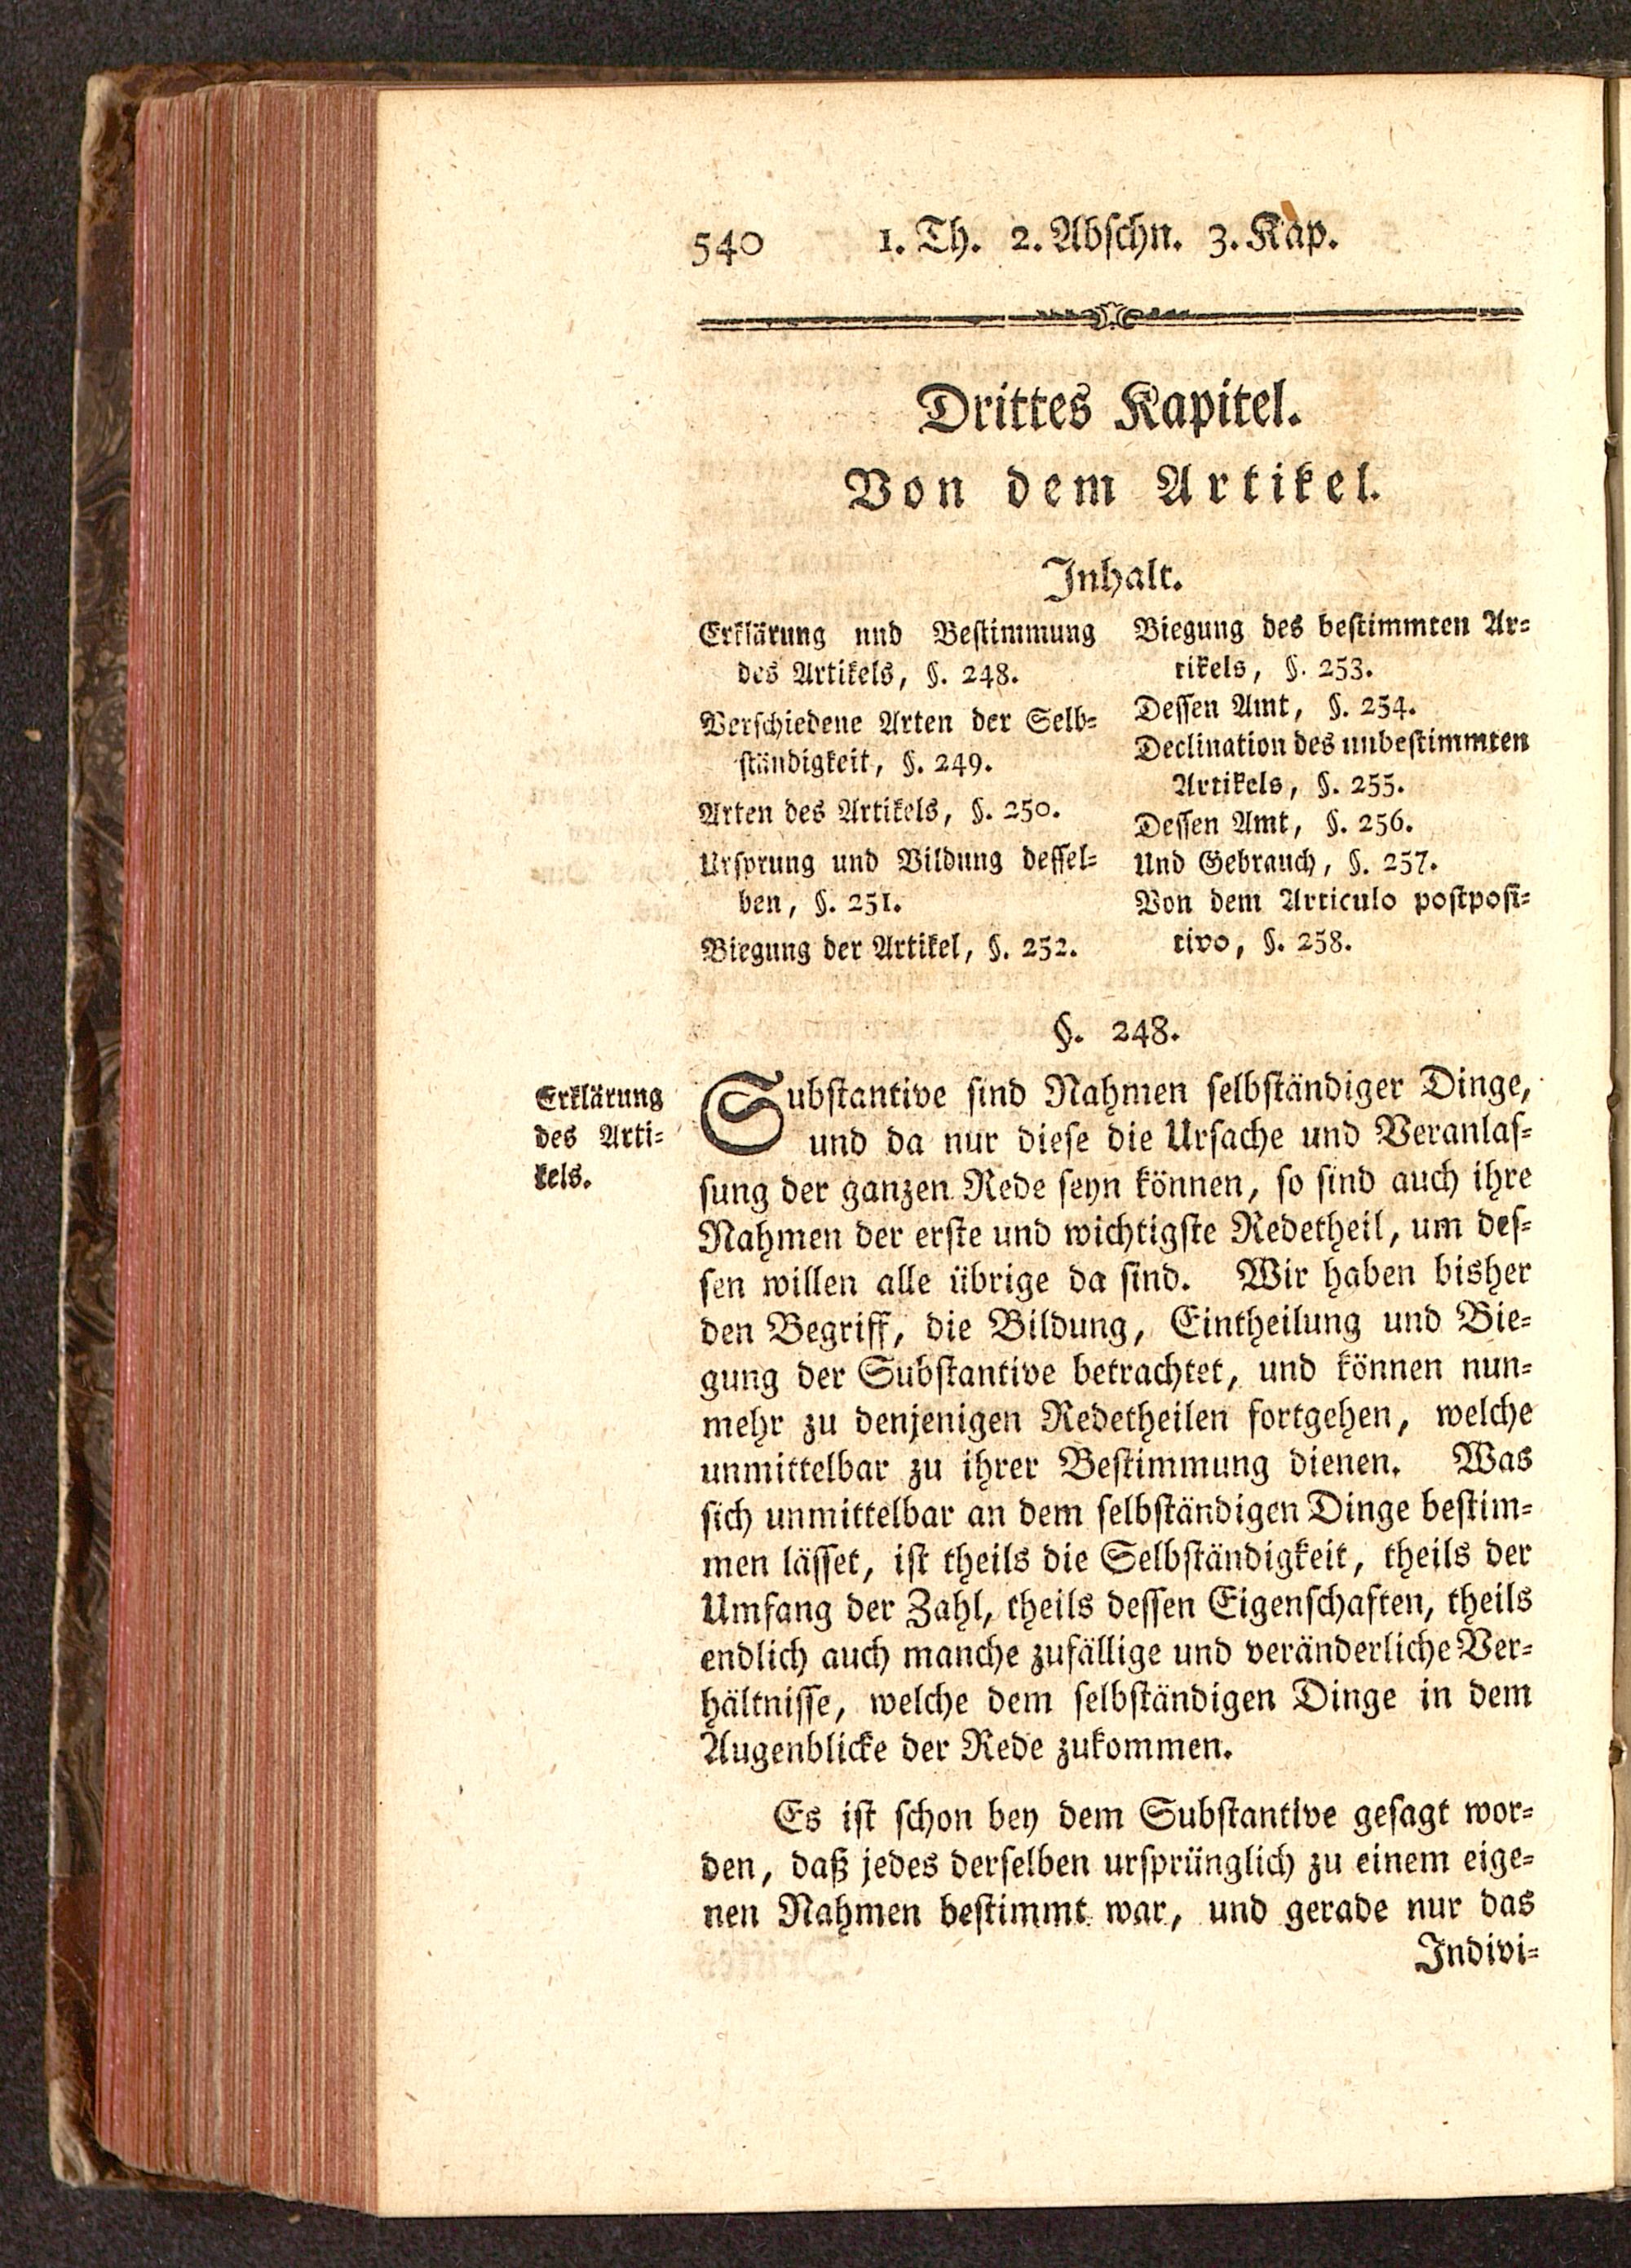 540 1. Th. 2. Abschn. 3. Kap.
Drittes Kapitel.
Von dem Artikel.
Inhalt.
Erklärung und Bestimmung
des Artikels, §. 248.
Verschiedene Arten der Selb-
ständigkeit, §. 249.
Arten des Artikels, §. 250.
Ursprung und Bildung dessel-
ben, §. 251.
Biegung der Artikel, §. 252.
Biegung des bestimmten Ar-
tikels, §. 253.
Dessen Amt, §. 254.
Declination des unbestimmten
Artikels, §. 255.
Dessen Amt, §. 256.
Und Gebrauch, §. 257.
Von dem Articulo postposi-
tivo, §. 258.
§. 248.
Erklärung
des Arti-
kels.
Substantive sind Nahmen selbständiger Dinge,
und da nur diese die Ursache und Veranlas-
sung der ganzen Rede seyn können, so sind auch ihre
Nahmen der erste und wichtigste Redetheil, um des-
sen willen alle übrige da sind. Wir haben bisher
den Begriff, die Bildung, Eintheilung und Bie-
gung der Substantive betrachtet, und können nun-
mehr zu denjenigen Redetheilen fortgehen, welche
unmittelbar zu ihrer Bestimmung dienen. Was
sich unmittelbar an dem selbständigen Dinge bestim-
men lässet, ist theils die Selbständigkeit, theils der
Umfang der Zahl, theils dessen Eigenschaften, theils
endlich auch manche zufällige und veränderliche Ver-
hältnisse, welche dem selbständigen Dinge in dem
Augenblicke der Rede zukommen.
Es ist schon bey dem Substantive gesagt wor-
den, daß jedes derselben ursprünglich zu einem eige-
nen Nahmen bestimmt war, und gerade nur das
Indivi-